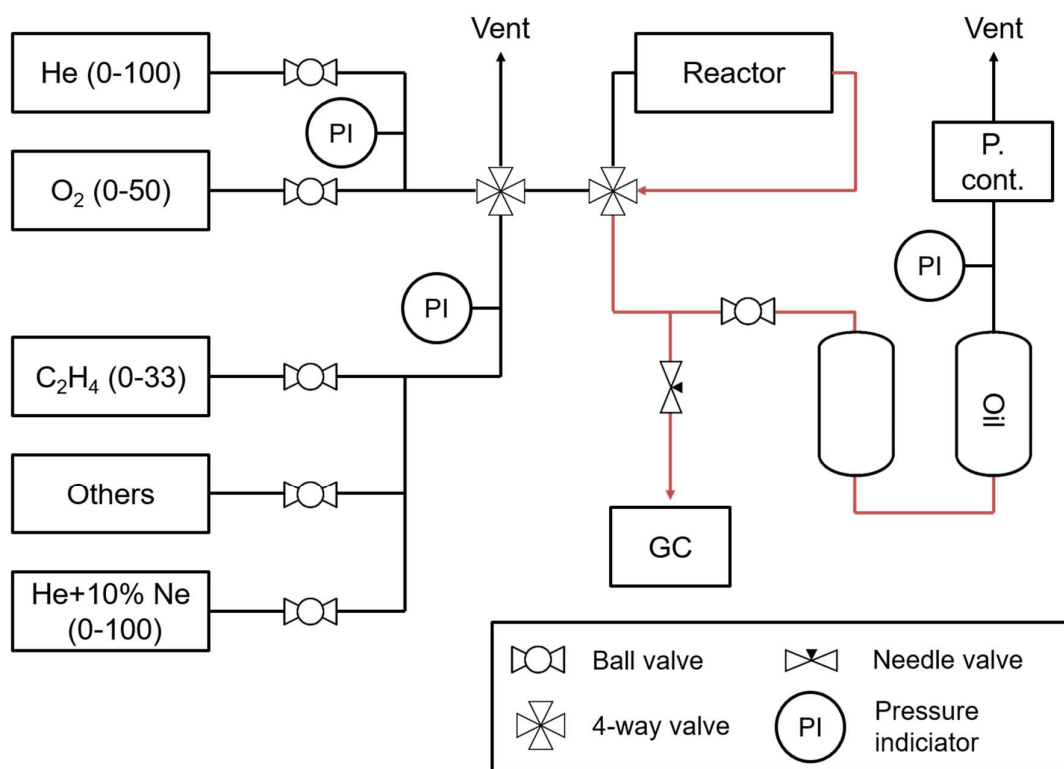 Vent
Vent
He (0-100)
Reactor
PI
P.
cont.
O₂ (0-50)
PI
PI
C₂H₄ (0-33)
Oil
Others
GC
He+10% Ne
(0-100)
Ball valve
Needle valve
4-way valve
PI
Pressure
indiciator